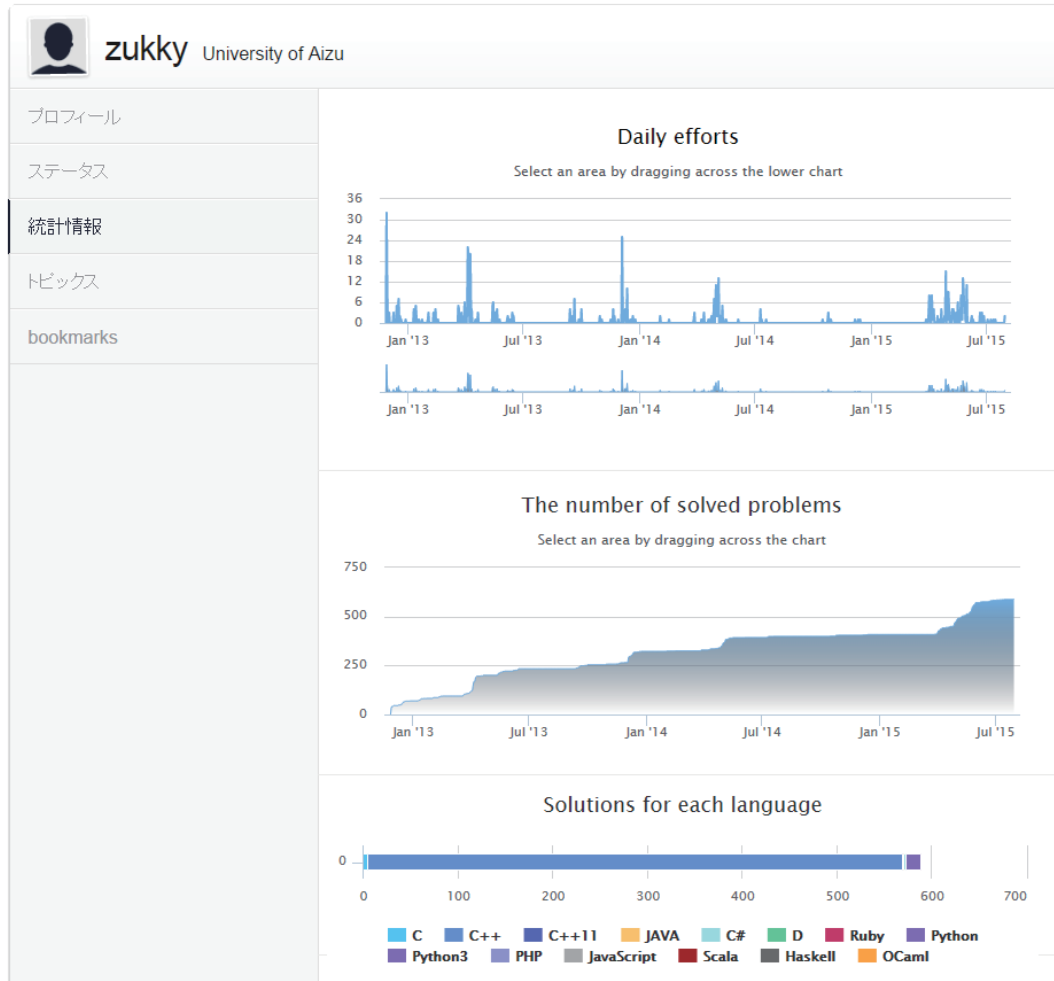 zukky University of Aizu
プロフィール
ステータス
統計情報
トピックス
bookmarks
Daily efforts
Select an area by dragging across the lower chart
36
30
24
18
12
6
0
Jan '13 Jul '13 Jan '14 Jul '14 Jan '15 Jul '15
Jan '13 Jul '13 Jan '14 Jul '14 Jan '15 Jul '15
The number of solved problems
Select an area by dragging across the chart
750
500
250
0
Jan '13 Jul '13 Jan '14 Jul '14 Jan '15 Jul '15
Solutions for each language
0
0 100 200 300 400 500 600 700
C C++ C++11 JAVA C# D Ruby Python
Python3 PHP JavaScript Scala Haskell OCaml